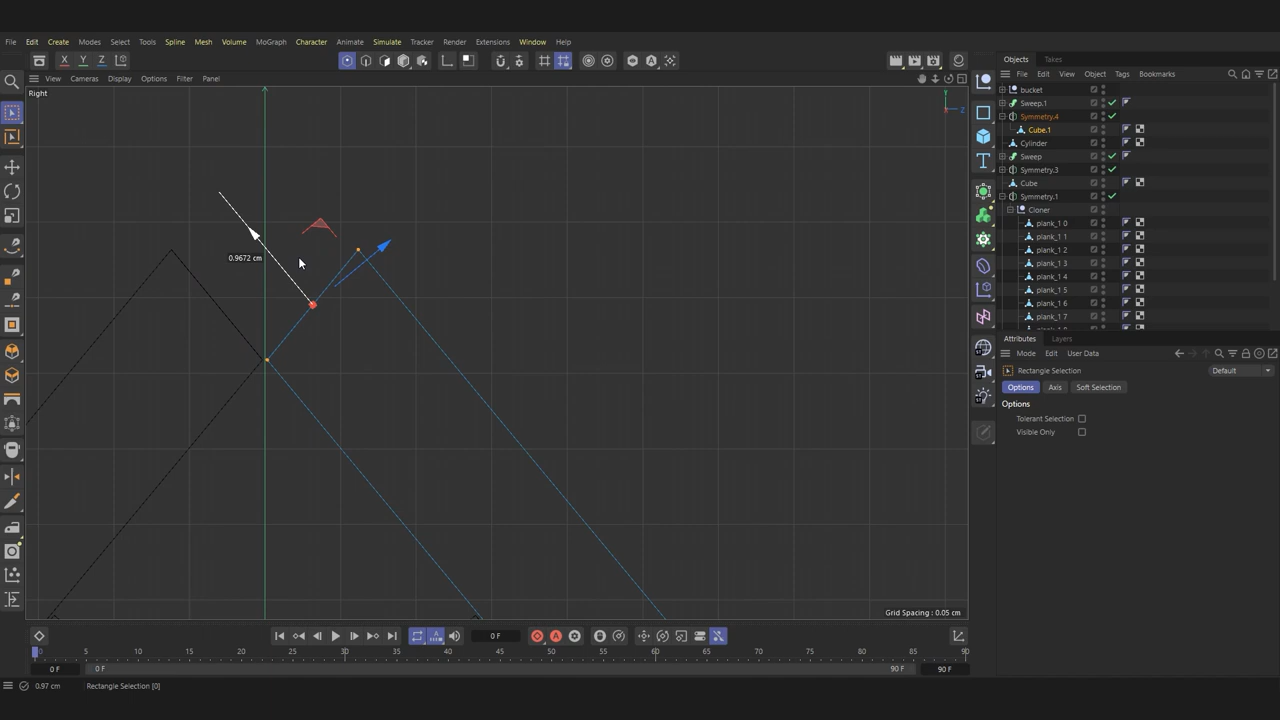 File Edit Create Modes Select Tools Spline Mesh Volume MoGraph Character Animate Simulate Tracker Render Extensions Window Help
Objects Takes
X Y Z
File Edit View Object Tags Bookmarks
View Cameras Display Options Filter Panel
Right
Y
Z
X
bucket
Sweep.1
Symmetry.4
Cube.1
Cylinder
Sweep
Symmetry.3
Cube
Symmetry.1
Cloner
plank_1 0
plank_1 1
plank_1 2
plank_1 3
plank_1 4
plank_1 5
plank_1 6
plank_1 7
0.9672 cm
Attributes Layers
Mode Edit User Data
Rectangle Selection Default
Options Axis Soft Selection
Options
Tolerant Selection
Visible Only
Grid Spacing : 0.05 cm
0 F
0 5 10 15 20 25 30 35 40 45 50 55 60 65 70 75 80 85 90
0 F 0 F 90 F 90 F
0.97 cm Rectangle Selection [0]